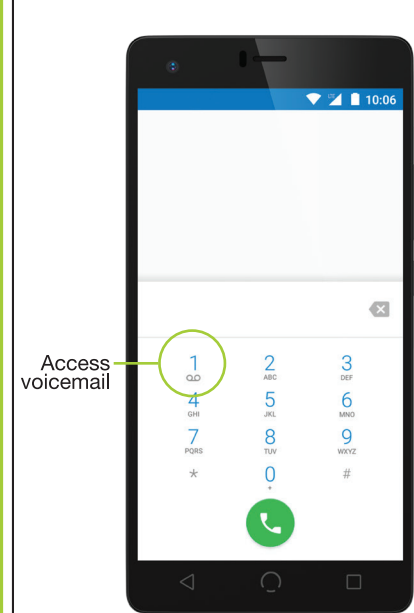 LTE 10:06
Access
voicemail
1 2 3
ABC DEF
4 5 6
GHI JKL MNO
7 8 9
PQRS TUV WXYZ
* 0 #
+